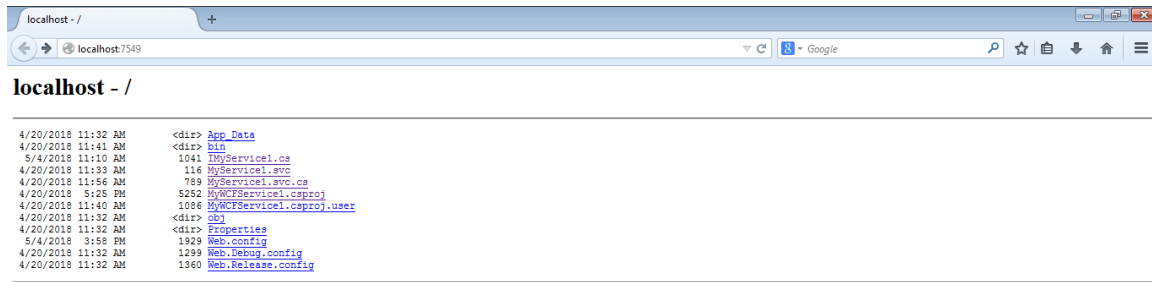 localhost - /
localhost:7549
Google
localhost - /
4/20/2018 11:32 AM <dir> App_Data
4/20/2018 11:41 AM <dir> bin
5/4/2018 11:10 AM 1041 IMyService1.cs
4/20/2018 11:33 AM 116 MyService1.svc
4/20/2018 11:56 AM 789 MyService1.svc.cs
4/20/2018 5:25 PM 5252 MyWCFService1.csproj
4/20/2018 11:40 AM 1086 MyWCFService1.csproj.user
4/20/2018 11:32 AM <dir> obj
4/20/2018 11:32 AM <dir> Properties
5/4/2018 3:58 PM 1929 Web.config
4/20/2018 11:32 AM 1299 Web.Debug.config
4/20/2018 11:32 AM 1360 Web.Release.config